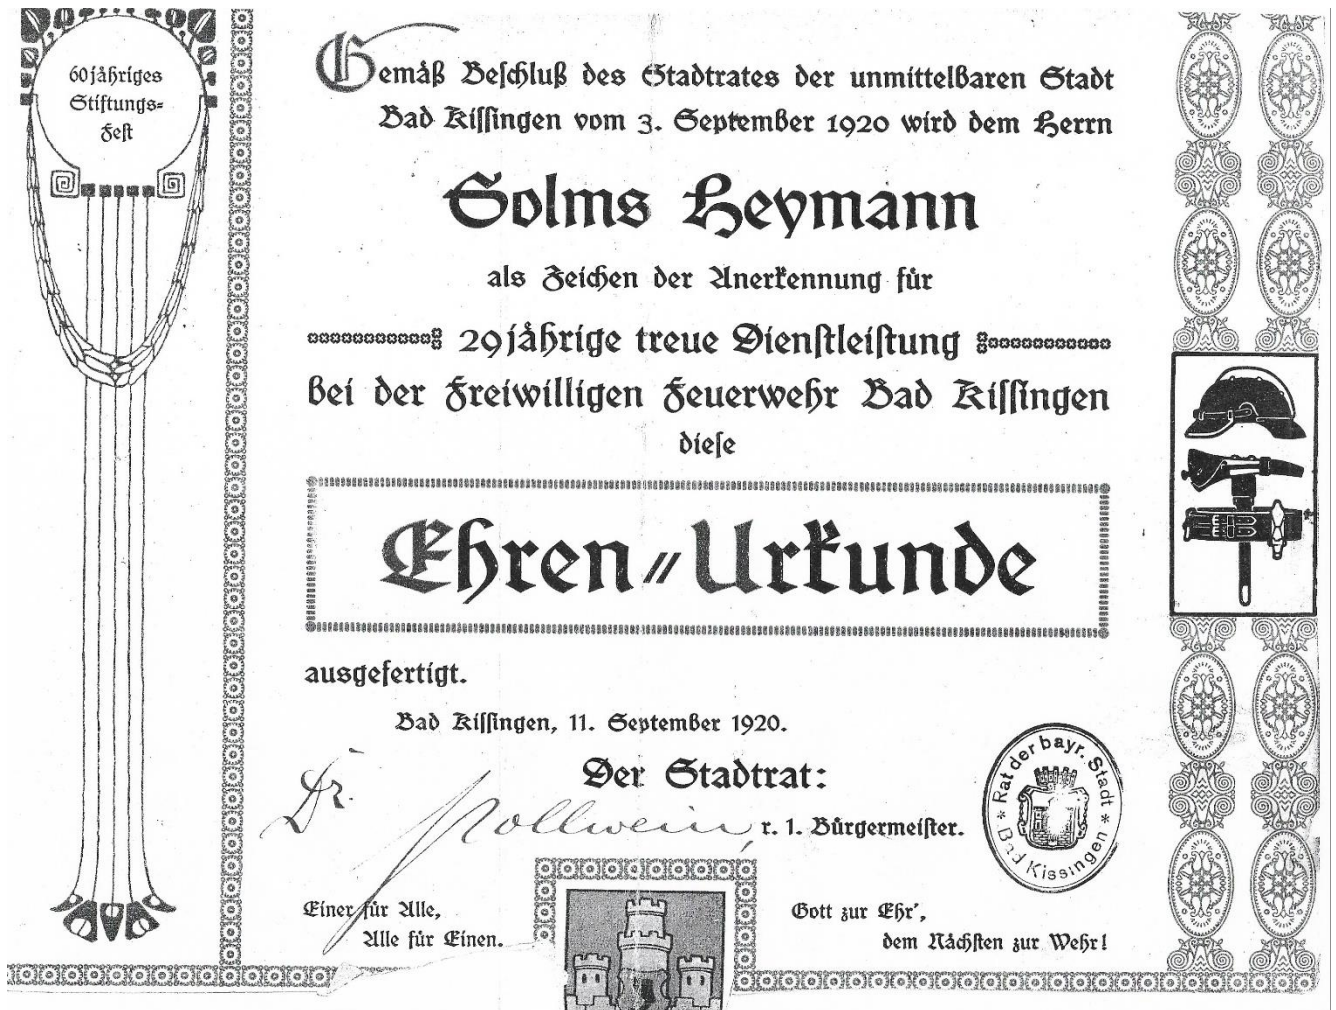 60jähriges
Stiftungs=
Fest
Gemäß Beschluß des Stadtrates der unmittelbaren Stadt
Bad Kissingen vom 3. September 1920 wird dem Herrn
Solms Heymann
als Zeichen der Anerkennung für
29jährige treue Dienstleistung
bei der Freiwilligen Feuerwehr Bad Kissingen
diese
Ehren=Urkunde
ausgefertigt.
Bad Kissingen, 11. September 1920.
Der Stadtrat:
Dr. Pollwein, r. 1. Bürgermeister.
* Rat der bayr. Stadt * Bad Kissingen
Einer für Alle,
Alle für Einen.
Gott zur Ehr',
dem Nächsten zur Wehr!